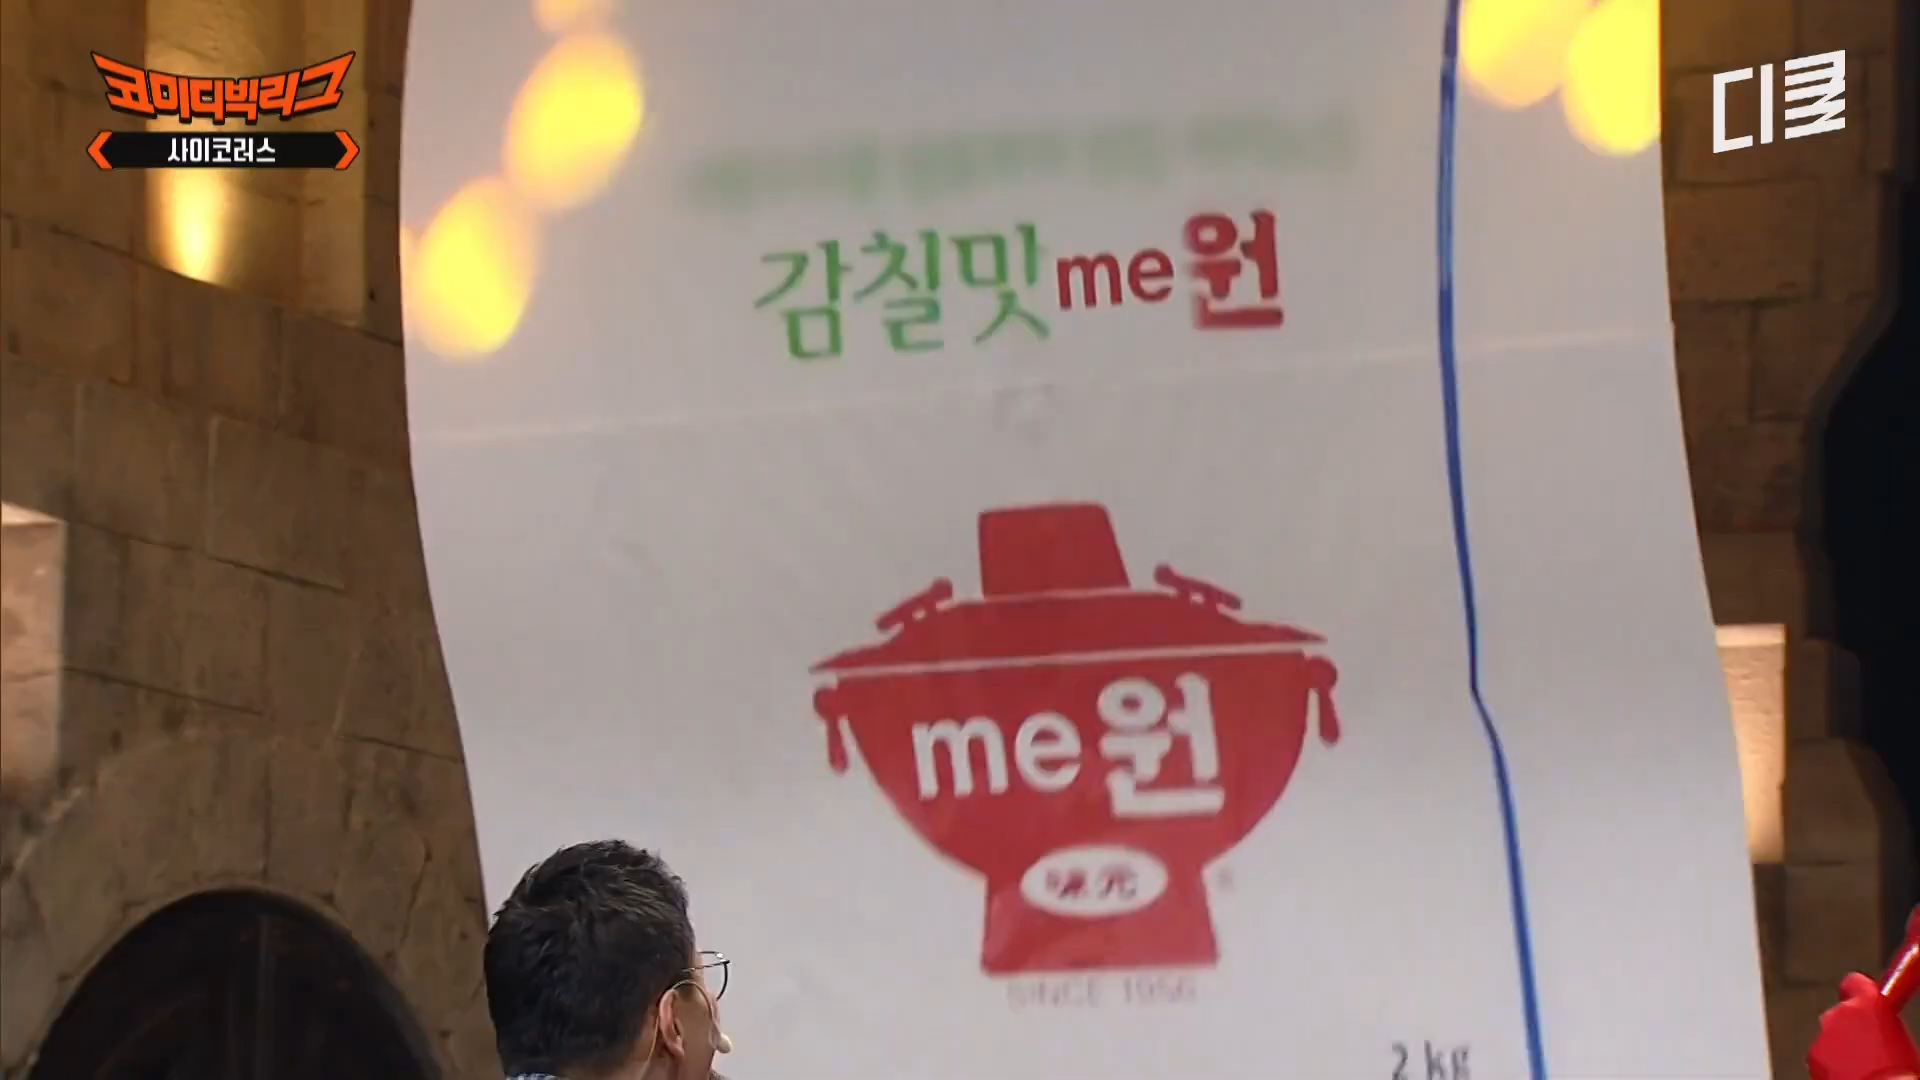 코미디빅리그
사이코러스
디글
감칠맛 me원
me원
味元
SINCE 1956
2 kg